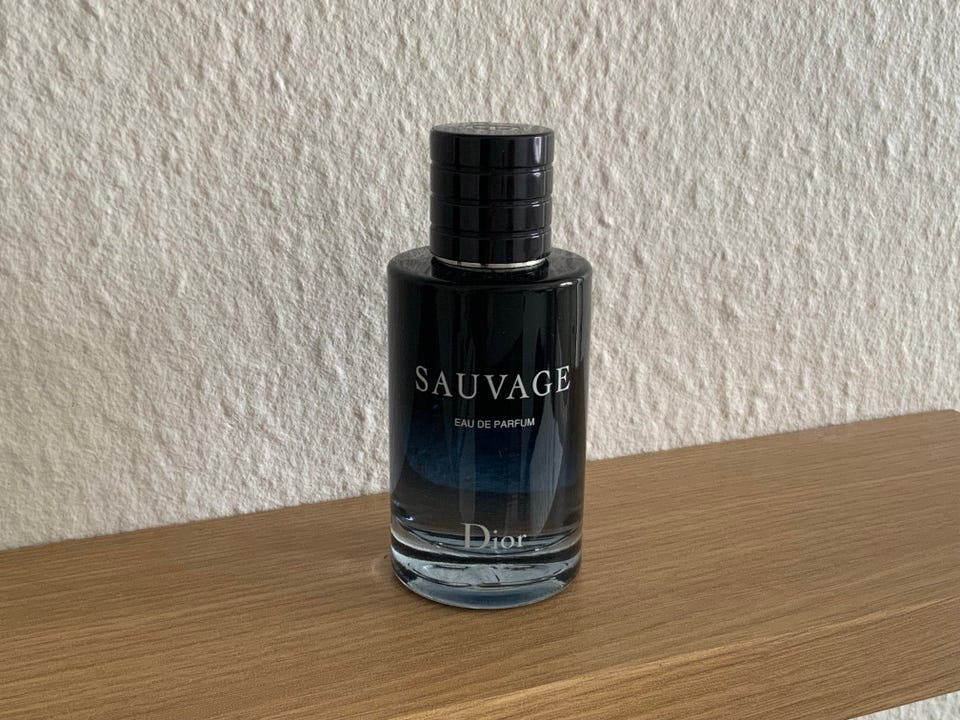 SAUVAGE
EAU DE PARFUM
Dior